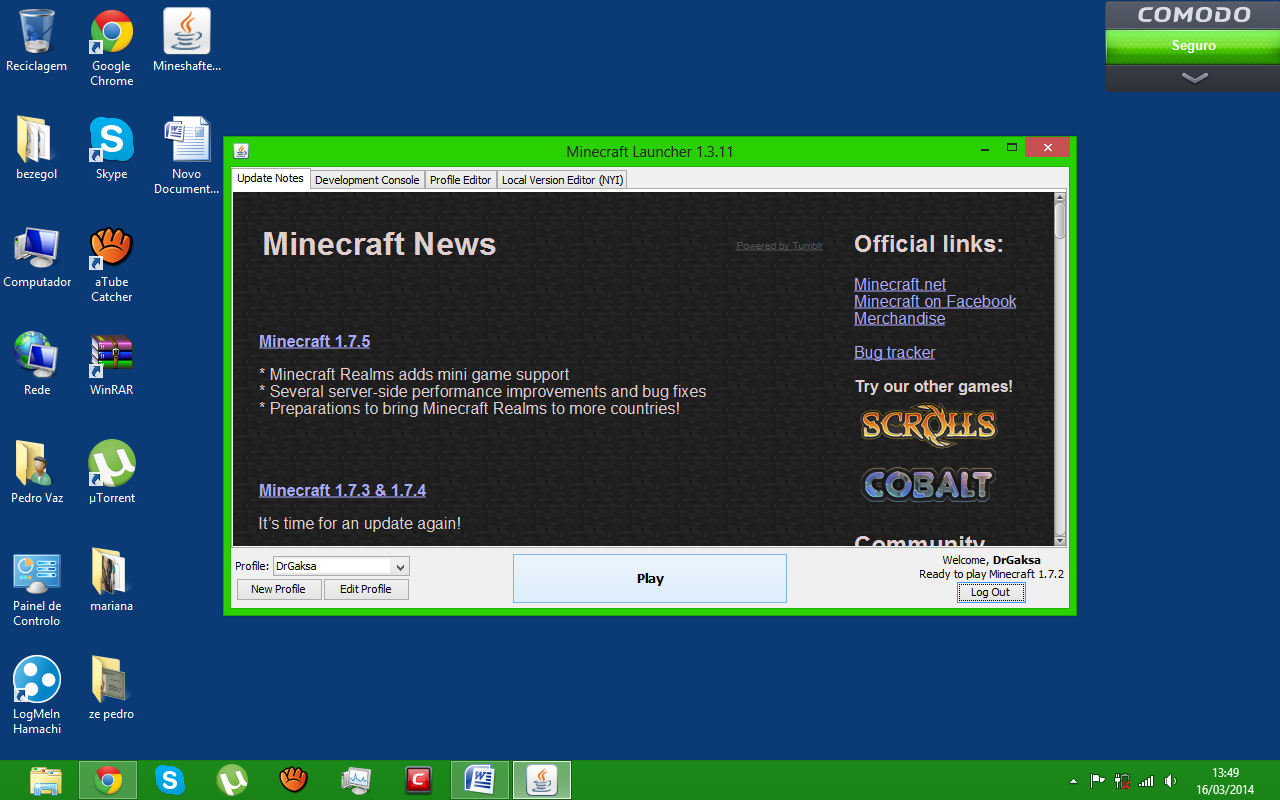 Reciclagem
Google
Chrome
Mineshafte...
bezegol
Skype
Novo
Document...
Computador
aTube
Catcher
Rede
WinRAR
Pedro Vaz
µTorrent
Painel de
Controlo
mariana
LogMeIn
Hamachi
ze pedro
COMODO
Seguro
Minecraft Launcher 1.3.11
Update Notes
Development Console
Profile Editor
Local Version Editor (NYI)
Minecraft News
Powered by Tumblr
Minecraft 1.7.5
* Minecraft Realms adds mini game support
* Several server-side performance improvements and bug fixes
* Preparations to bring Minecraft Realms to more countries!
Minecraft 1.7.3 & 1.7.4
It's time for an update again!
Official links:
Minecraft.net
Minecraft on Facebook
Merchandise
Bug tracker
Try our other games!
SCROLLS
COBALT
Community
Profile:
DrGaksa
New Profile
Edit Profile
Play
Welcome, DrGaksa
Ready to play Minecraft 1.7.2
Log Out
13:49
16/03/2014